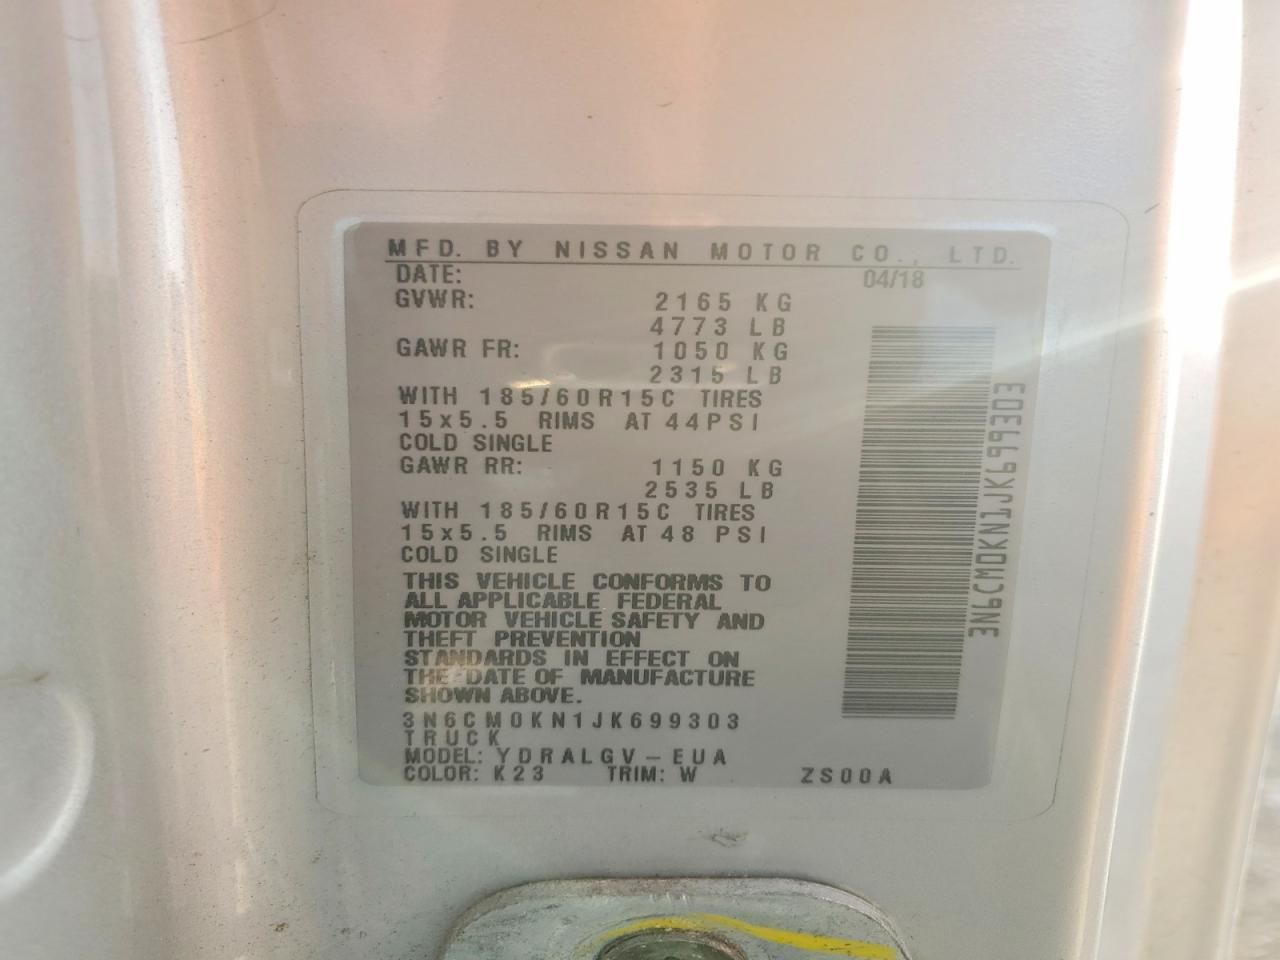 MFD. BY NISSAN MOTOR CO., LTD.
DATE: 04/18
GVWR: 2165 KG
4773 LB
GAWR FR: 1050 KG
2315 LB
WITH 185/60R15C TIRES
15x5.5 RIMS AT 44PSI
COLD SINGLE
GAWR RR: 1150 KG
2535 LB
WITH 185/60R15C TIRES
15x5.5 RIMS AT 48 PSI
COLD SINGLE
THIS VEHICLE CONFORMS TO
ALL APPLICABLE FEDERAL
MOTOR VEHICLE SAFETY AND
THEFT PREVENTION
STANDARDS IN EFFECT ON
THE DATE OF MANUFACTURE
SHOWN ABOVE.
3N6CM0KN1JK699303
TRUCK
MODEL: YDRALGV-EUA
COLOR: K23 TRIM: W ZS00A
3N6CM0KN1JK699303